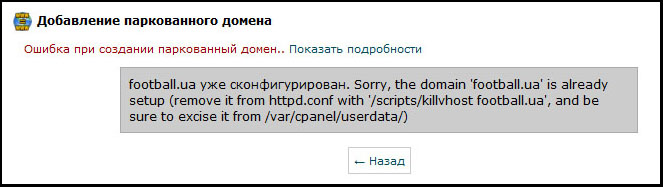 Добавление паркованного домена
Ошибка при создании паркованный домен.. Показать подробности
football.ua уже сконфигурирован. Sorry, the domain 'football.ua' is already
setup (remove it from httpd.conf with '/scripts/killvhost football.ua', and be
sure to excise it from /var/cpanel/userdata/)
← Назад